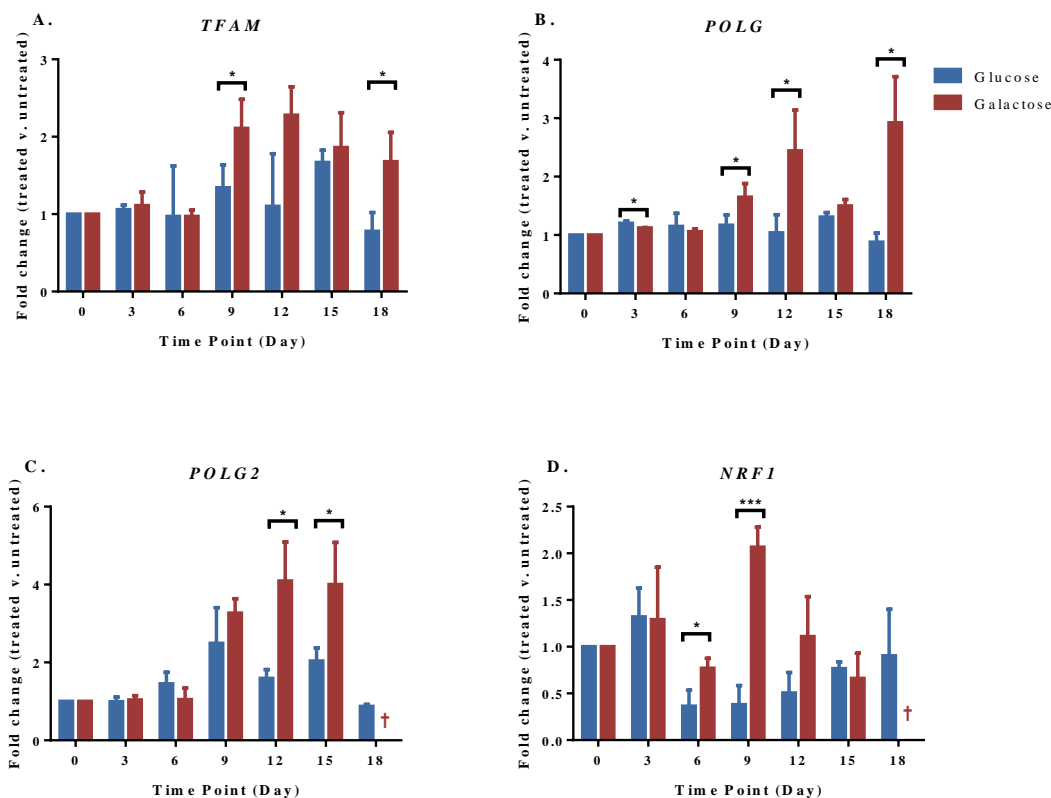 A.
TFAM
Fold change (treated v. untreated)
3
2
1
0
*
*
0 3 6 9 12 15 18
Time Point (Day)
B.
POLG
Fold change (treated v. untreated)
4
3
2
1
0
*
*
*
*
0 3 6 9 12 15 18
Time Point (Day)
Glucose
Galactose
C.
POLG2
Fold change (treated v. untreated)
6
4
2
0
*
*
†
0 3 6 9 12 15 18
Time Point (Day)
D.
NRF1
Fold change (treated v. untreated)
2.5
2.0
1.5
1.0
0.5
0.0
*
***
†
0 3 6 9 12 15 18
Time Point (Day)